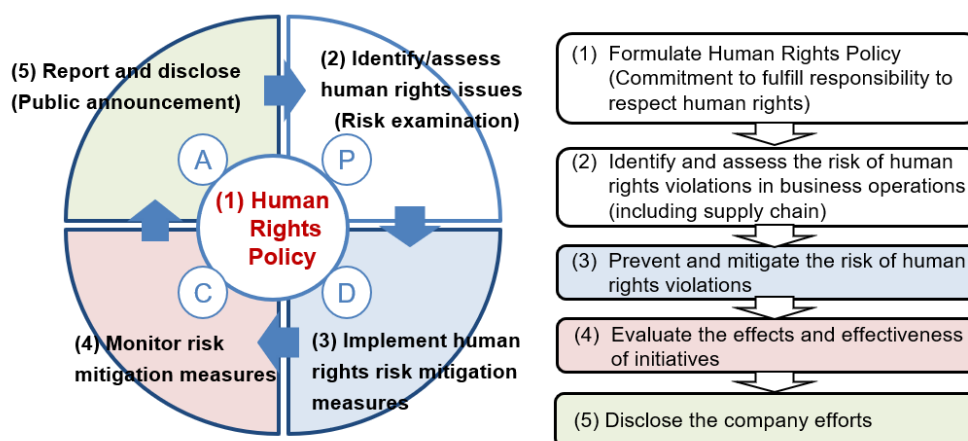 (5) Report and disclose
(Public announcement)
(2) Identify/assess
human rights issues
(Risk examination)
A
P
(1) Human
Rights
Policy
C
D
(4) Monitor risk
mitigation measures
(3) Implement human
rights risk mitigation
measures
(1) Formulate Human Rights Policy
(Commitment to fulfill responsibility to
respect human rights)
(2) Identify and assess the risk of human
rights violations in business operations
(including supply chain)
(3) Prevent and mitigate the risk of human
rights violations
(4) Evaluate the effects and effectiveness
of initiatives
(5) Disclose the company efforts